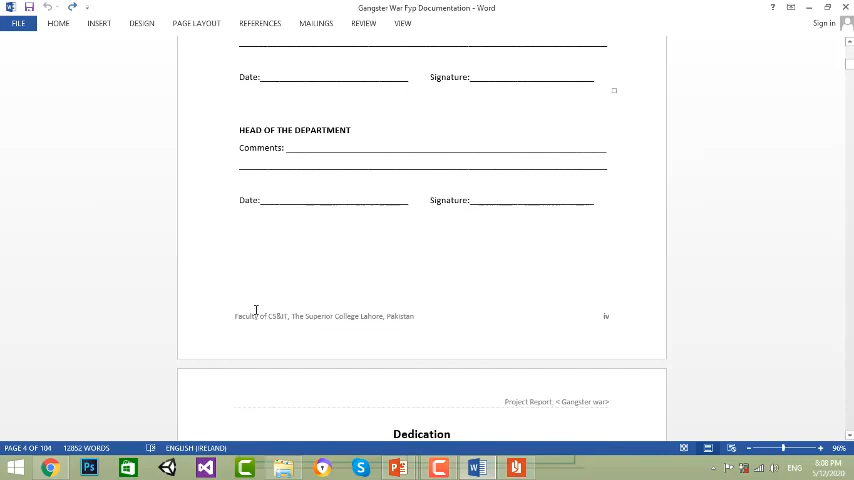 Gangster War Fyp Documentation - Word
FILE HOME INSERT DESIGN PAGE LAYOUT REFERENCES MAILINGS REVIEW VIEW Sign in
Date: Signature:
HEAD OF THE DEPARTMENT
Comments:
Date: Signature:
Faculty of CS&IT, The Superior College Lahore, Pakistan iv
Project Report: < Gangster war>
Dedication
PAGE 4 OF 104 12852 WORDS ENGLISH (IRELAND) 96%
ENG 8:08 PM
5/12/2020